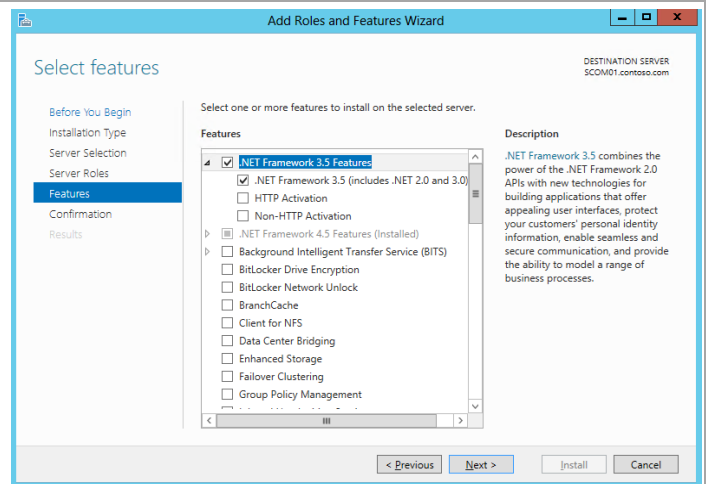 Add Roles and Features Wizard
Select features
DESTINATION SERVER
SCOM01.contoso.com
Before You Begin
Installation Type
Server Selection
Server Roles
Features
Confirmation
Results
Select one or more features to install on the selected server.
Features
.NET Framework 3.5 Features
.NET Framework 3.5 (includes .NET 2.0 and 3.0)
HTTP Activation
Non-HTTP Activation
.NET Framework 4.5 Features (Installed)
Background Intelligent Transfer Service (BITS)
BitLocker Drive Encryption
BitLocker Network Unlock
BranchCache
Client for NFS
Data Center Bridging
Enhanced Storage
Failover Clustering
Group Policy Management
Description
.NET Framework 3.5 combines the
power of the .NET Framework 2.0
APIs with new technologies for
building applications that offer
appealing user interfaces, protect
your customers' personal identity
information, enable seamless and
secure communication, and provide
the ability to model a range of
business processes.
< Previous
Next >
Install
Cancel